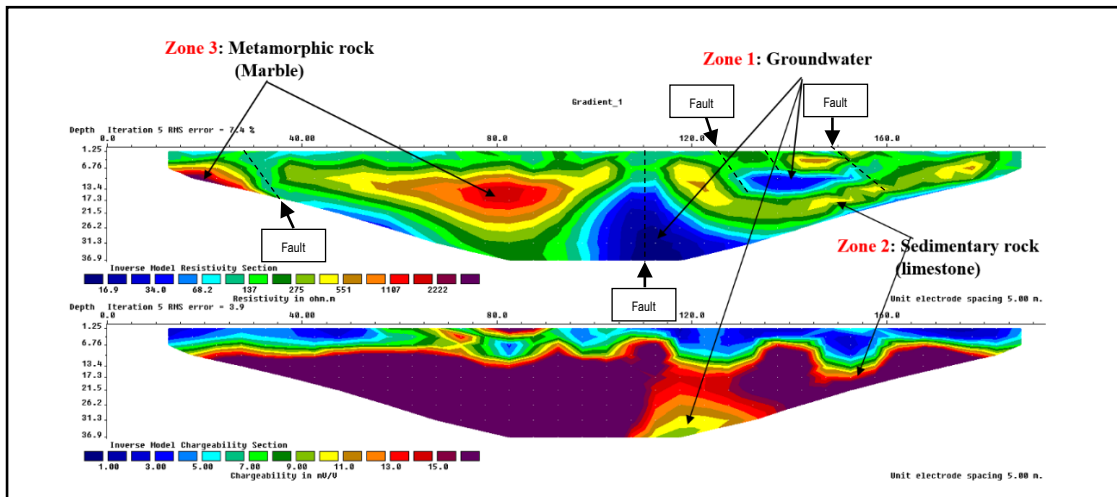 Zone 3: Metamorphic rock
(Marble)
Zone 1: Groundwater
Fault
Fault
Gradient_1
Depth Iteration 5 RMS error = 7.4 %
0.0 40.00 80.0 120.0 160.0
1.25
6.76
13.4
17.3
21.5
26.2
31.3
36.9
Fault
Zone 2: Sedimentary rock
(limestone)
Inverse Model Resistivity Section
16.9 34.0 68.2 137 275 551 1107 2222
Resistivity in ohm.m
Fault
Unit electrode spacing 5.00 m.
Depth Iteration 5 RMS error = 3.9
0.0 40.00 80.0 120.0 160.0
1.25
6.76
13.4
17.3
21.5
26.2
31.3
36.9
Inverse Model Chargeability Section
1.00 3.00 5.00 7.00 9.00 11.0 13.0 15.0
Chargeability in mV/V
Unit electrode spacing 5.00 m.